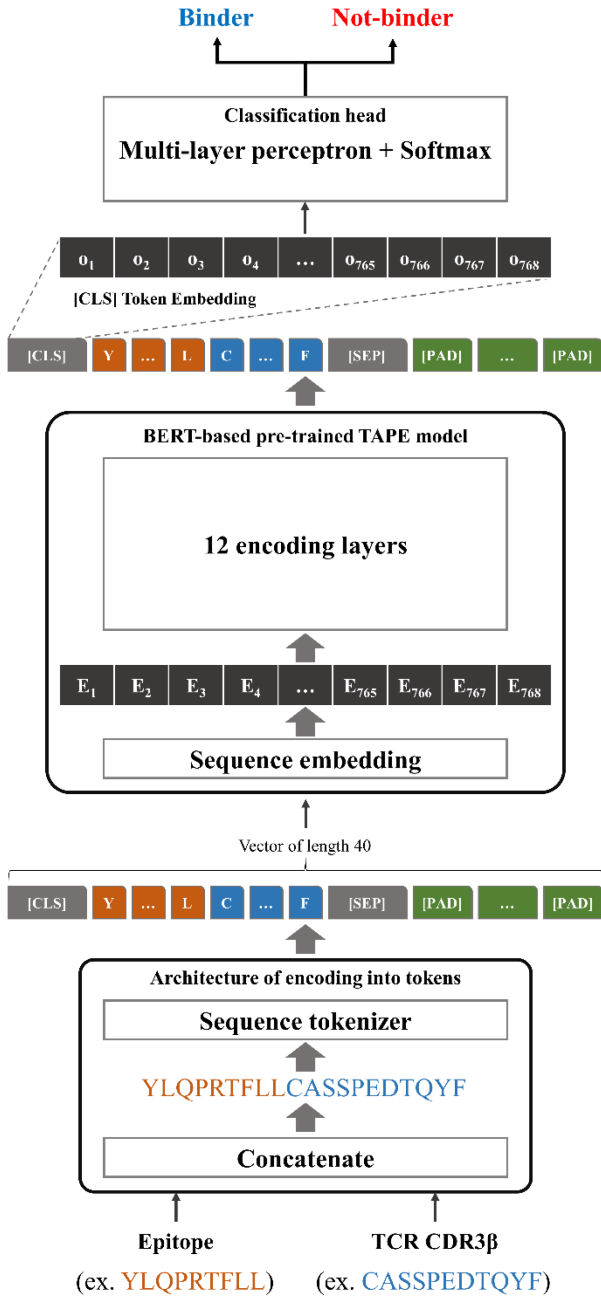 Binder Not-binder
Classification head
Multi-layer perceptron + Softmax
o1 o2 o3 o4 ... o765 o766 o767 o768
[CLS] Token Embedding
[CLS] Y ... L C ... F [SEP] [PAD] ... [PAD]
BERT-based pre-trained TAPE model
12 encoding layers
E1 E2 E3 E4 ... E765 E766 E767 E768
Sequence embedding
Vector of length 40
[CLS] Y ... L C ... F [SEP] [PAD] ... [PAD]
Architecture of encoding into tokens
Sequence tokenizer
YLQPRTFLLCASSPEDTQYF
Concatenate
Epitope TCR CDR3β
(ex. YLQPRTFLL) (ex. CASSPEDTQYF)